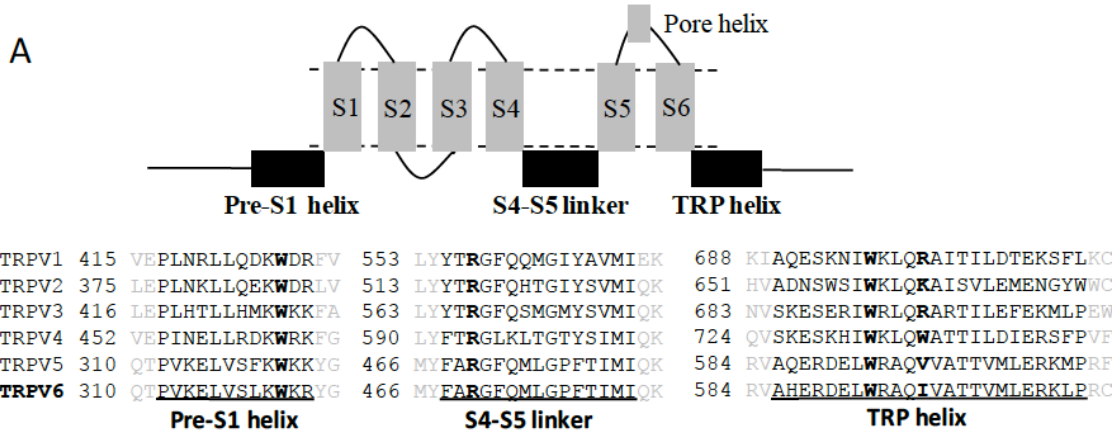 A
Pore helix
S1 S2 S3 S4 S5 S6
Pre-S1 helix S4-S5 linker TRP helix
TRPV1 415 VEPLNRLLQDKWDRFV 553 LYYTRGFQQMGIYAVMIEK 688 KIAQESKNIWKLQRAITILDTEKSFLKC
TRPV2 375 LEPLNKLLQEKWDRLV 513 LYYTRGFQHTGIYSVMIQK 651 HVADNSWSIWKLQKAISVLEMENGYWWC
TRPV3 416 LEPLHTLLHMKWKKFA 563 YYYTRGFQSMGMYSVMIQK 683 NVSKESERIWRLQRARTILEFEKMLPEW
TRPV4 452 VEPINELLRDKWRKFG 590 LYFTRGLKLTGTYSIMIQK 724 QVSKESKHIWKLQWATTILDIERSFPVF
TRPV5 310 QTPVKELVSFKWKKYG 466 MYFARGFQMLGPFTIMIQK 584 RVAQERDELWRAQVVATTVMLERKMPRF
TRPV6 310 QTPVKELVSLKWKRYG 466 MYFARGFQMLGPFTIMIQK 584 RVAHERDELWRAQIVATTVMLERKLPRC
Pre-S1 helix S4-S5 linker TRP helix